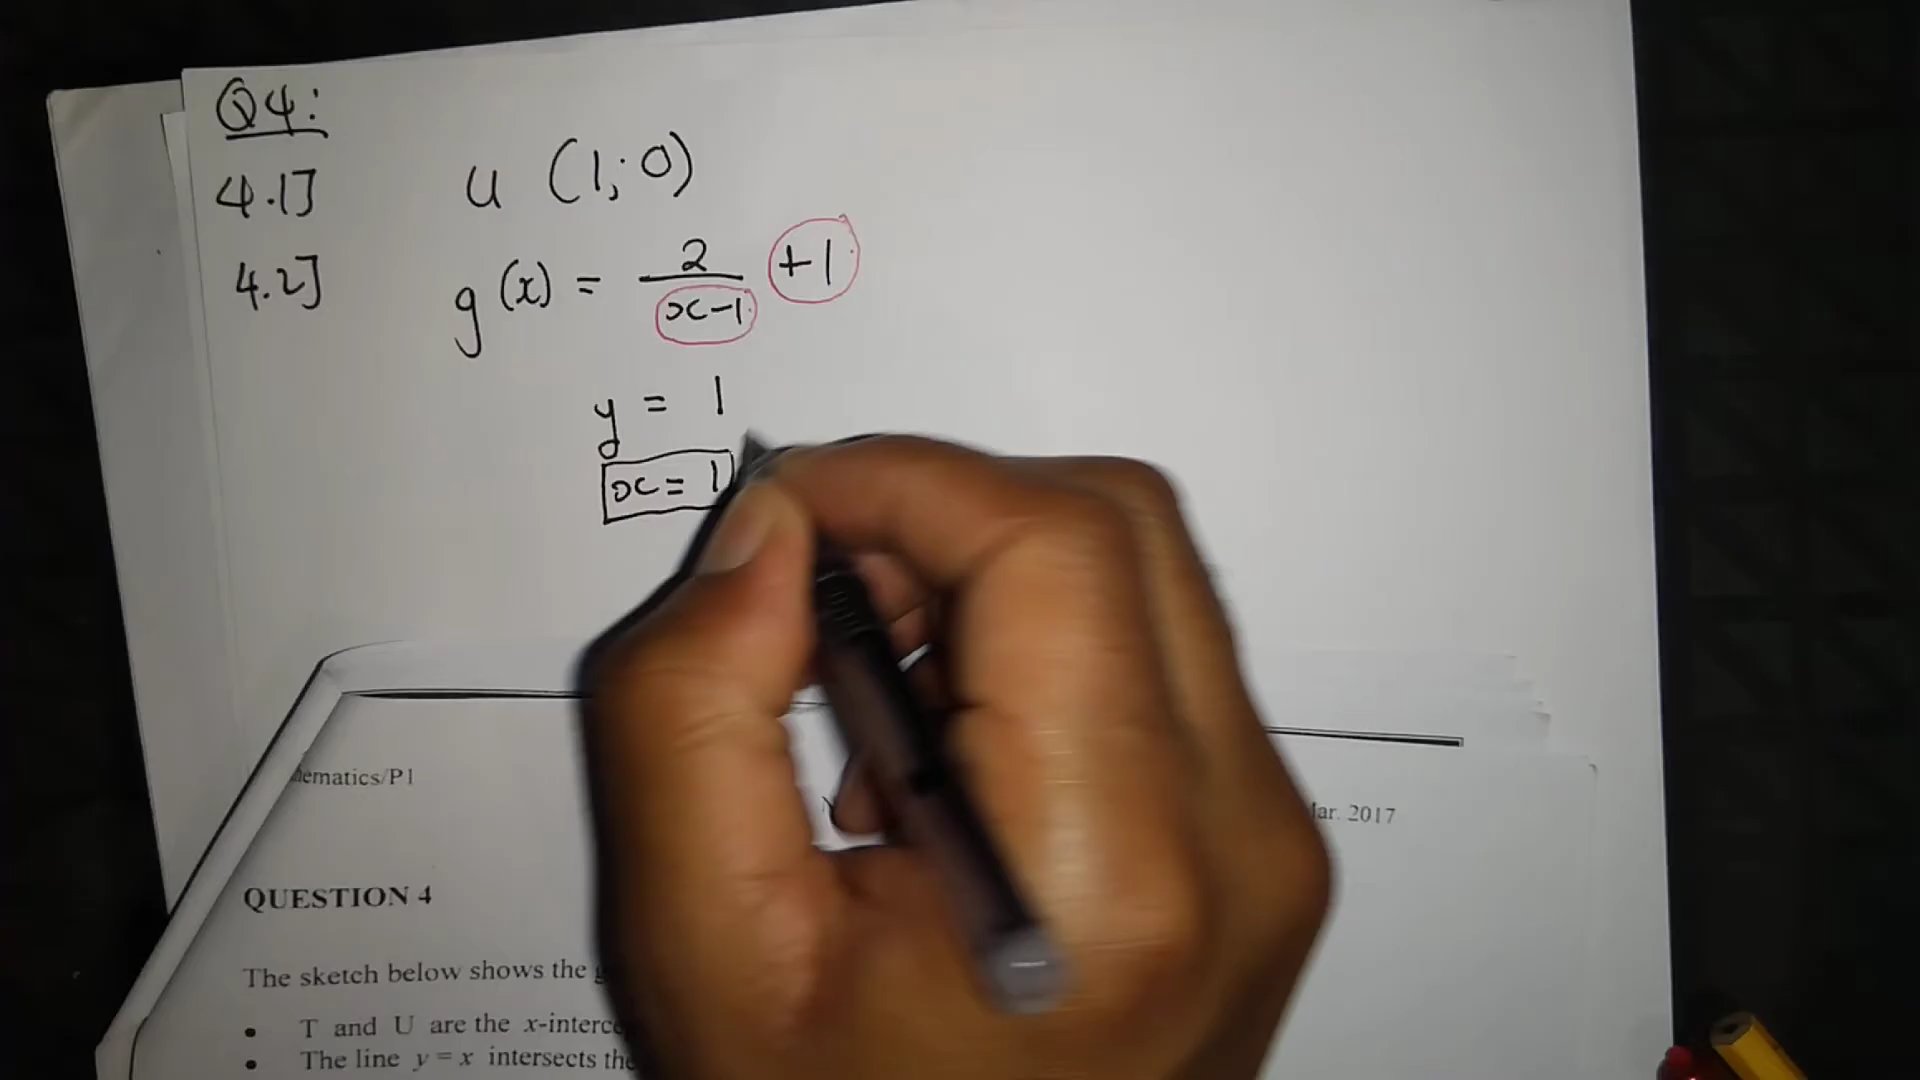 Q4:
4.1] U (1; 0)
4.2] g(x) = 2/(x-1) +1
y = 1
x = 1
ematics/P1
ar. 2017
QUESTION 4
The sketch below shows the
• T and U are the x-interce
• The line y = x intersects the